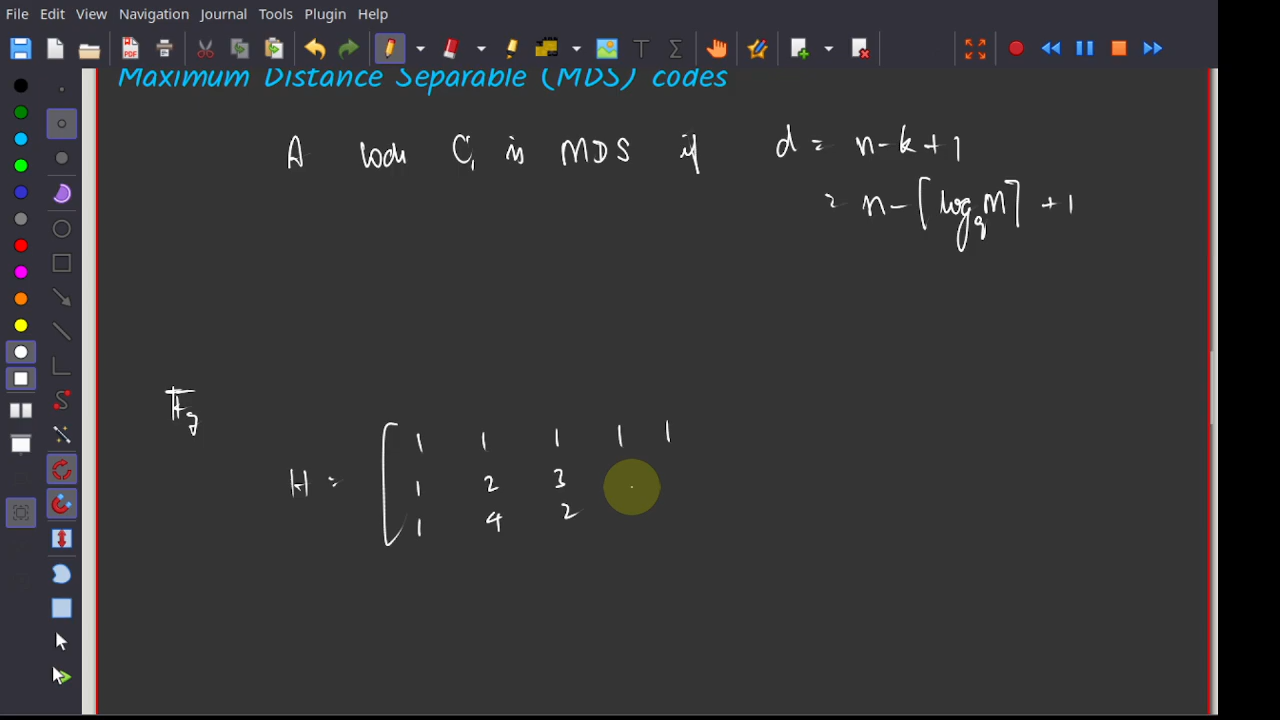 File Edit View Navigation Journal Tools Plugin Help
Maximum Distance Separable (MDS) codes
A code C, is MDS if d = n - k + 1
= n - ⌈log_q M⌉ + 1
H = [ 1 1 1 1 1
1 2 3
1 4 2